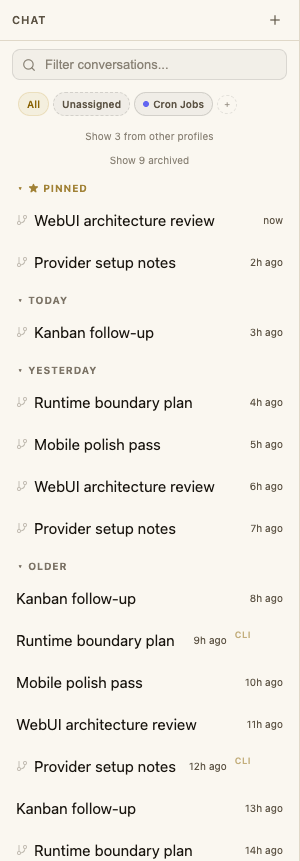 CHAT
Filter conversations...
All Unassigned Cron Jobs +
Show 3 from other profiles
Show 9 archived
PINNED
WebUI architecture review now
Provider setup notes 2h ago
TODAY
Kanban follow-up 3h ago
YESTERDAY
Runtime boundary plan 4h ago
Mobile polish pass 5h ago
WebUI architecture review 6h ago
Provider setup notes 7h ago
OLDER
Kanban follow-up 8h ago
Runtime boundary plan 9h ago CLI
Mobile polish pass 10h ago
WebUI architecture review 11h ago
Provider setup notes 12h ago CLI
Kanban follow-up 13h ago
Runtime boundary plan 14h ago